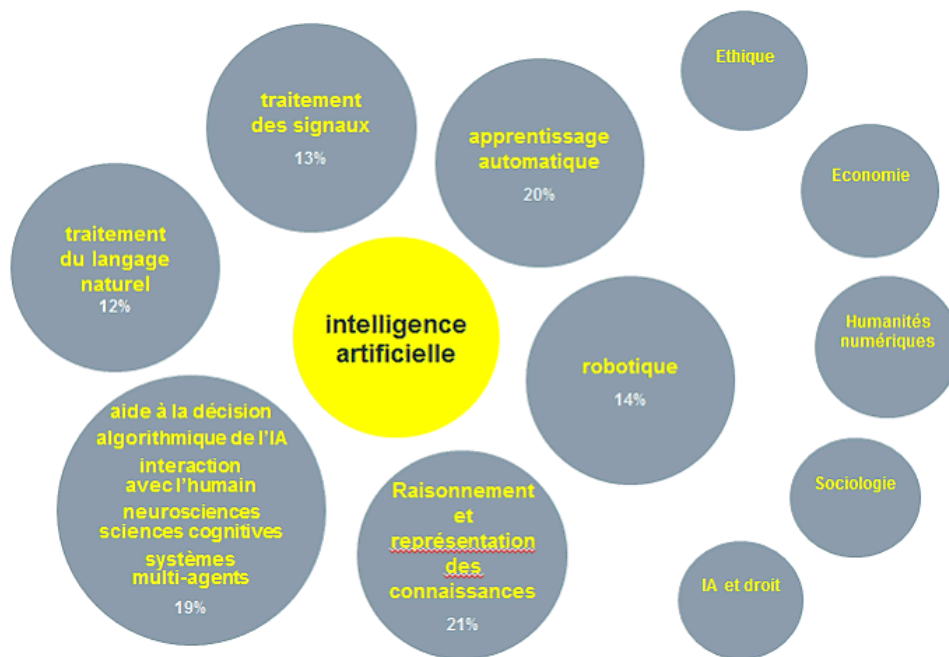 traitement
des signaux
13%
apprentissage
automatique
20%
Ethique
Economie
traitement
du langage
naturel
12%
intelligence
artificielle
robotique
14%
Humanités
numériques
aide à la décision
algorithmique de l'IA
interaction
avec l'humain
neurosciences
sciences cognitives
systèmes
multi-agents
19%
Raisonnement
et
représentation
des
connaissances
21%
Sociologie
IA et droit